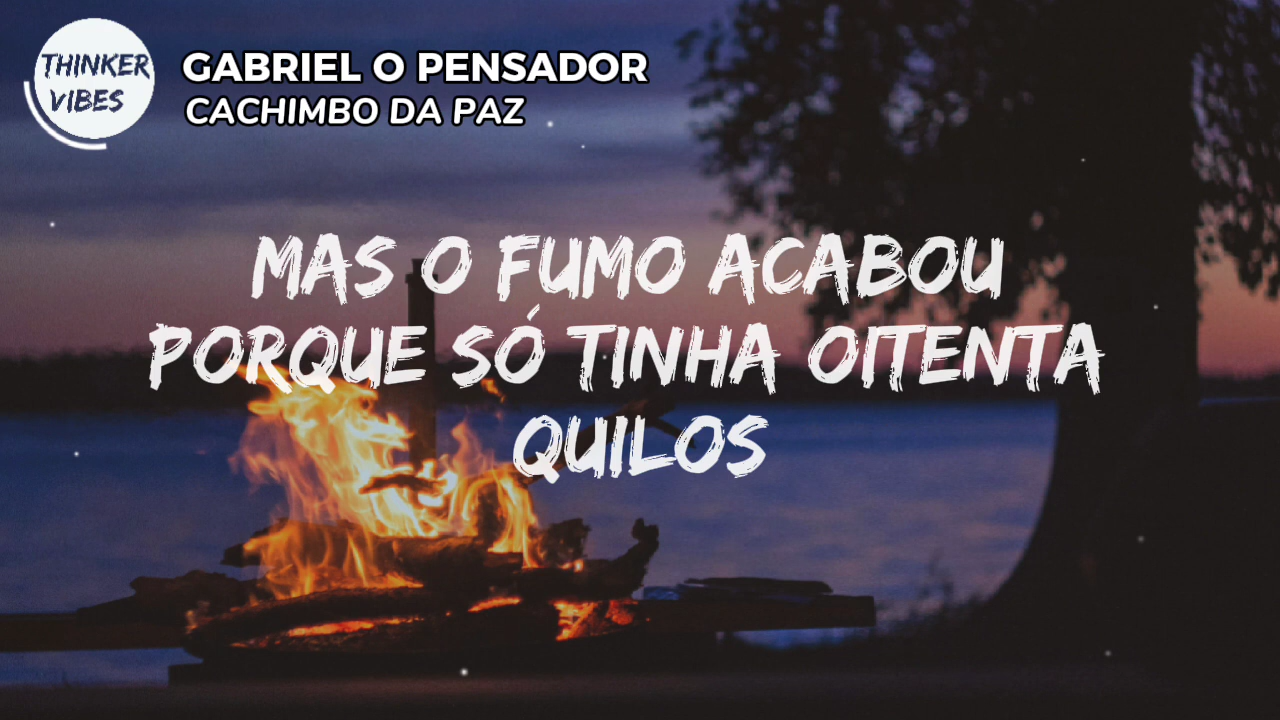 THINKER
VIBES
GABRIEL O PENSADOR
CACHIMBO DA PAZ
MAS O FUMO ACABOU
PORQUE SÓ TINHA OITENTA
QUILOS